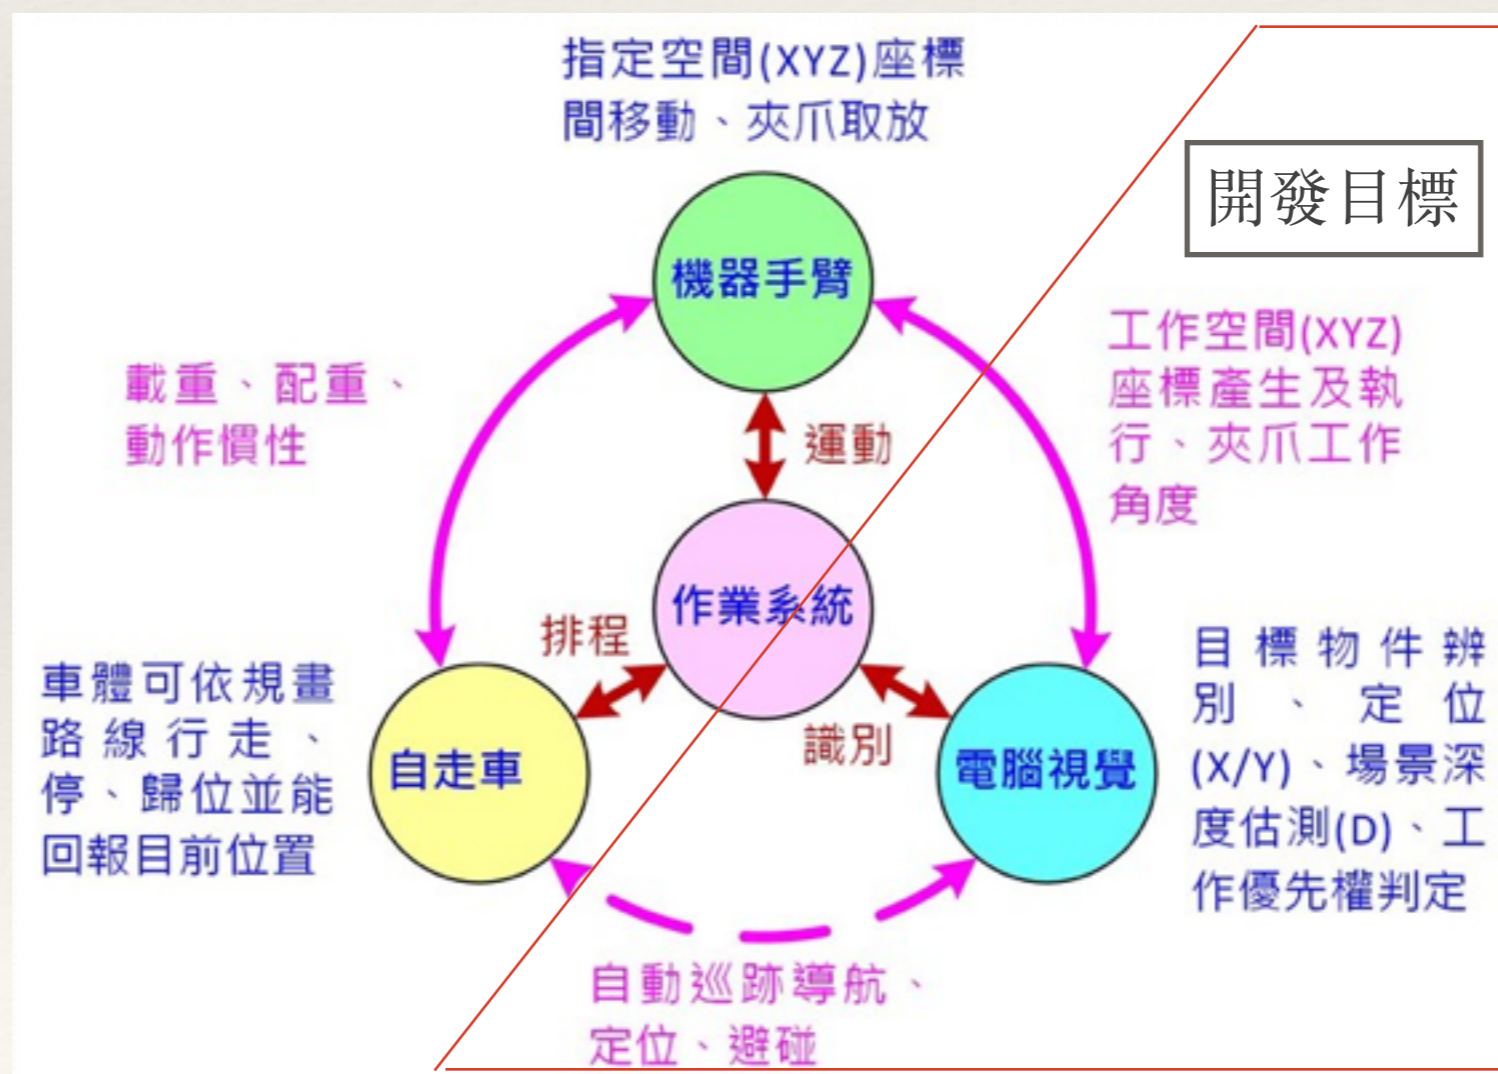 指定空間(XYZ)座標
間移動、夾爪取放
開發目標
機器手臂
工作空間(XYZ)
座標產生及執
行、夾爪工作
角度
載重、配重、
動作慣性
運動
作業系統
排程
識別
車體可依規畫
路線行走、
停、歸位並能
回報目前位置
自走車
電腦視覺
目標物件辨
別、定位
(X/Y)、場景深
度估測(D)、工
作優先權判定
自動巡跡導航、
定位、避碰